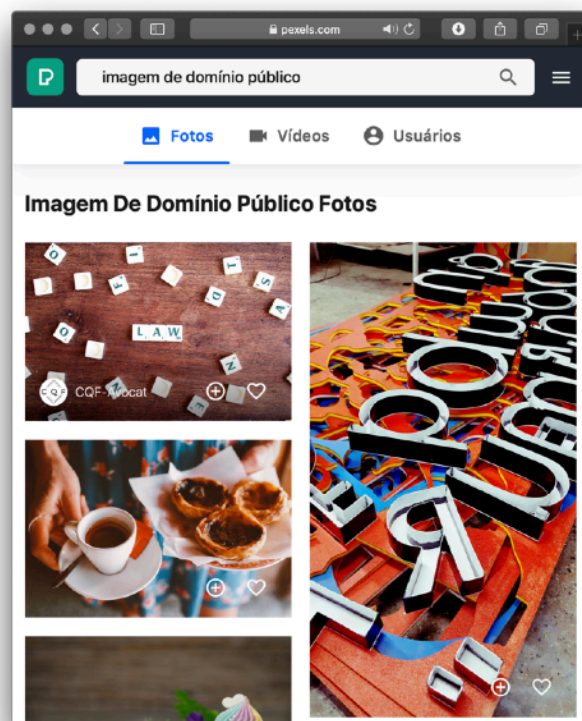 pexels.com
imagem de domínio público
Fotos
Vídeos
Usuários
Imagem De Domínio Público Fotos
LAW
CQF-Avocat